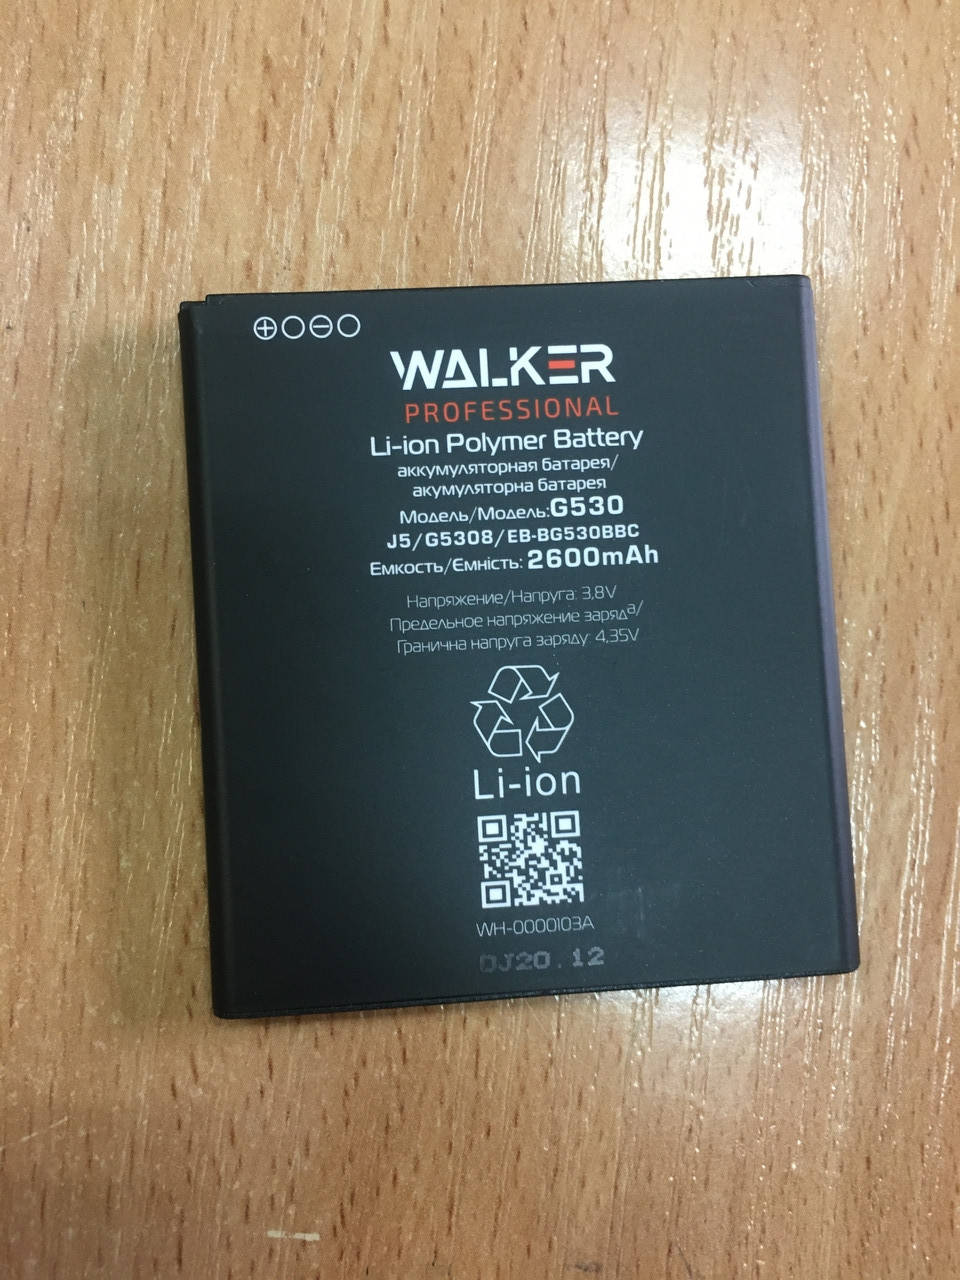 WALKER
PROFESSIONAL
Li-ion Polymer Battery
аккумуляторная батарея/
акумуляторна батарея
Модель/Модель:G530
J5/G5308/EB-BG530BBC
Емкость/Ємність: 2600mAh
Напряжение/Напруга: 3,8V
Предельное напряжение заряда/
Гранична напруга заряду: 4,35V
Li-ion
WH-0000103A
DJ20.12